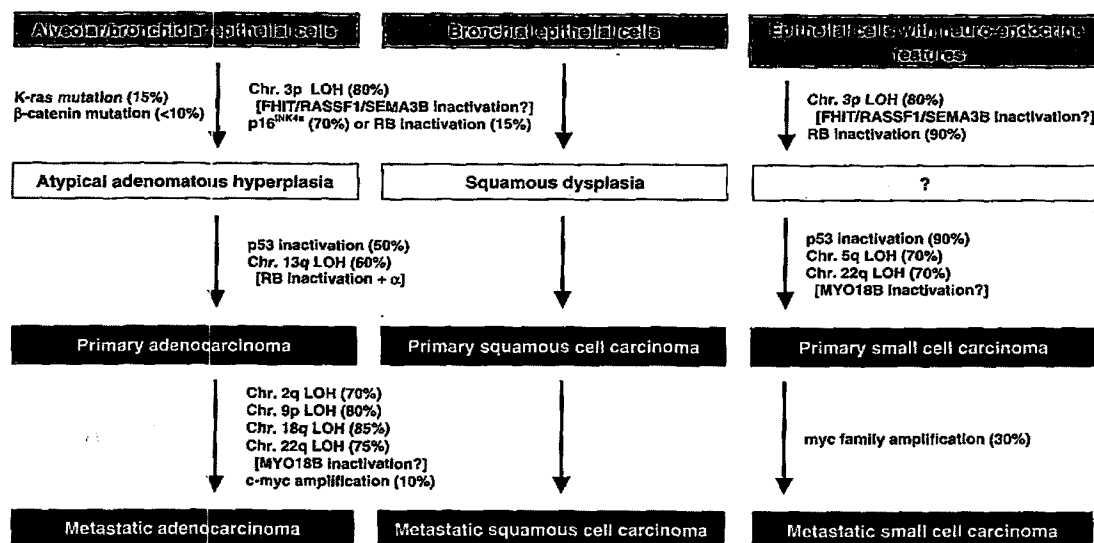 Alveolar/bronchiolar epithelial cells
Bronchial epithelial cells
Epithelial cells with neuro-endocrine
features
K-ras mutation (15%)
β-catenin mutation (<10%)
Chr. 3p LOH (80%)
[FHIT/RASSF1/SEMA3B inactivation?]
p16INK4a (70%) or RB inactivation (15%)
Chr. 3p LOH (80%)
[FHIT/RASSF1/SEMA3B inactivation?]
RB inactivation (90%)
Atypical adenomatous hyperplasia
Squamous dysplasia
?
p53 inactivation (50%)
Chr. 13q LOH (60%)
[RB inactivation + α]
p53 inactivation (90%)
Chr. 5q LOH (70%)
Chr. 22q LOH (70%)
[MYO18B inactivation?]
Primary adenocarcinoma
Primary squamous cell carcinoma
Primary small cell carcinoma
Chr. 2q LOH (70%)
Chr. 9p LOH (80%)
Chr. 18q LOH (85%)
Chr. 22q LOH (75%)
[MYO18B inactivation?]
c-myc amplification (10%)
myc family amplification (30%)
Metastatic adenocarcinoma
Metastatic squamous cell carcinoma
Metastatic small cell carcinoma